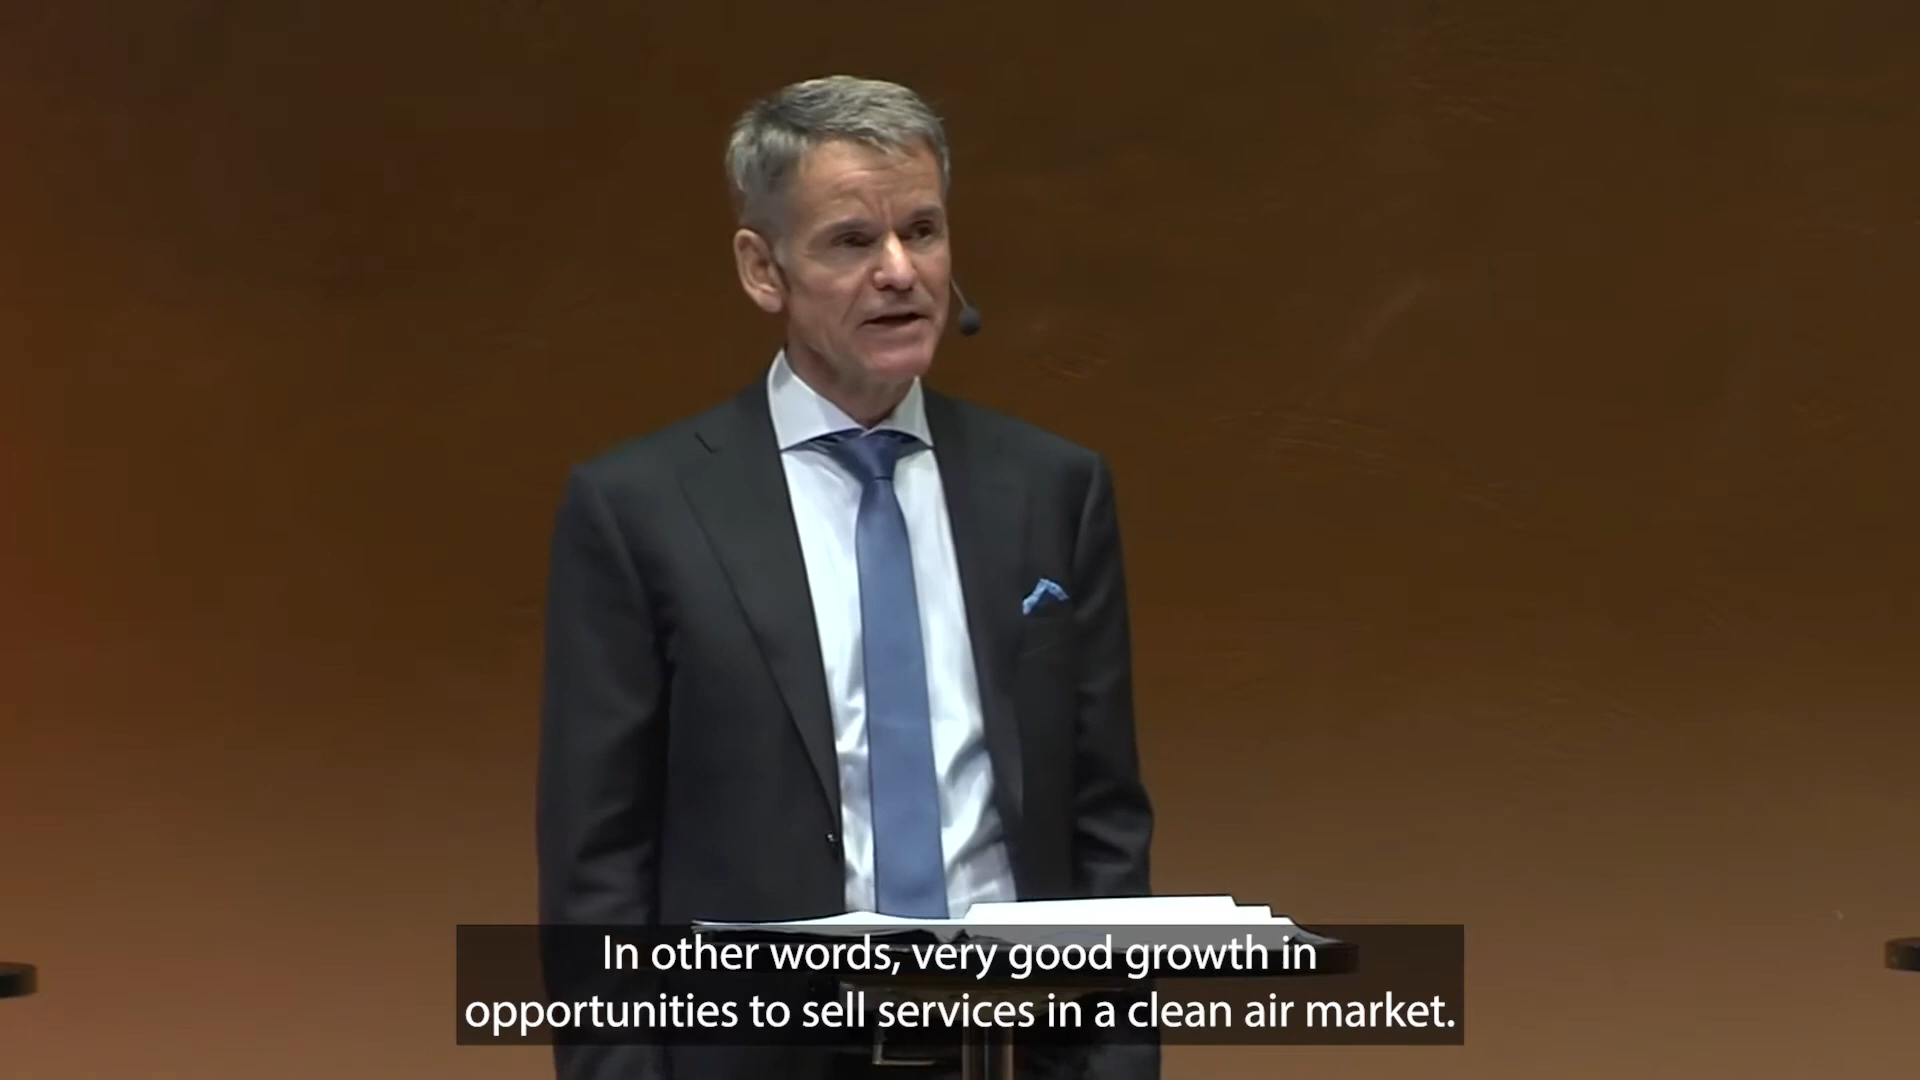 In other words, very good growth in
opportunities to sell services in a clean air market.